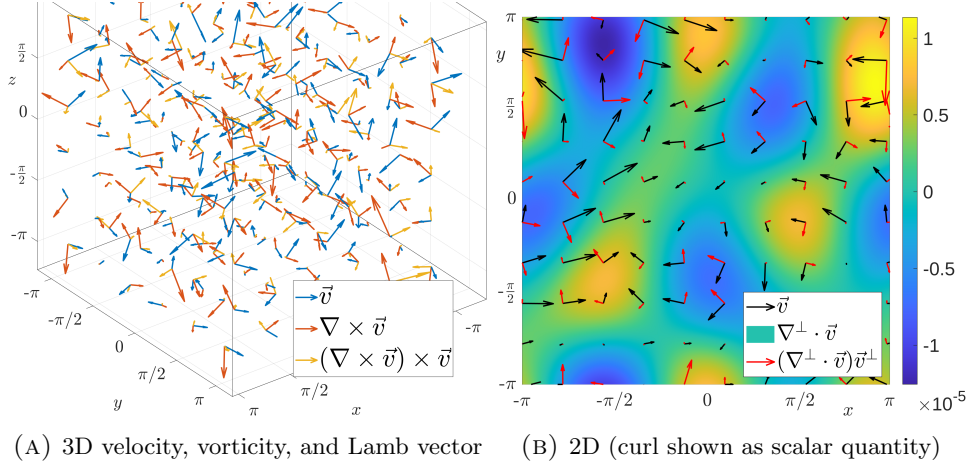 z
π/2
0
π/2
-π
-π
-π/2
0
π/2
π
y
π
π/2
x
-π
v⃗
∇ × v⃗
(∇ × v⃗) × v⃗
π
y
π/2
0
-π/2
-π
-π
-π/2
0
π/2
x
π
v⃗
∇⊥ · v⃗
(∇⊥ · v⃗)v⃗⊥
1
0.5
0
-0.5
-1
×10-5
(A) 3D velocity, vorticity, and Lamb vector
(B) 2D (curl shown as scalar quantity)